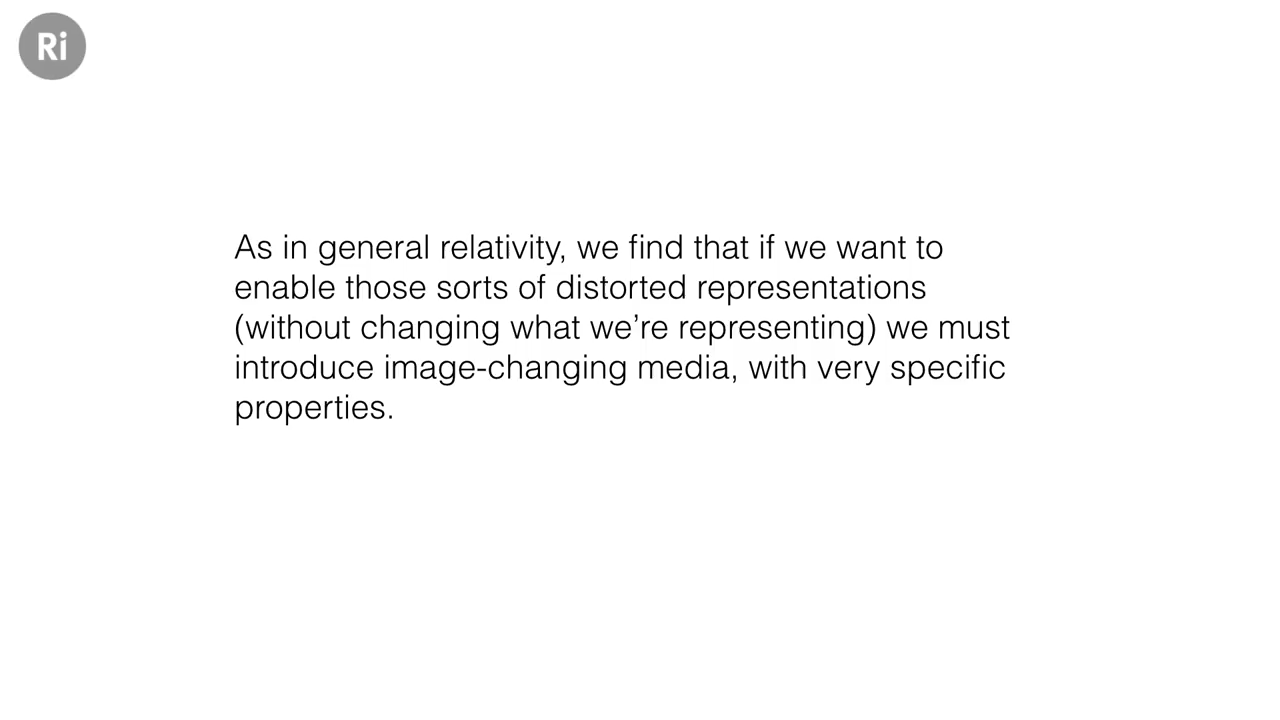 Ri
As in general relativity, we find that if we want to
enable those sorts of distorted representations
(without changing what we’re representing) we must
introduce image-changing media, with very specific
properties.